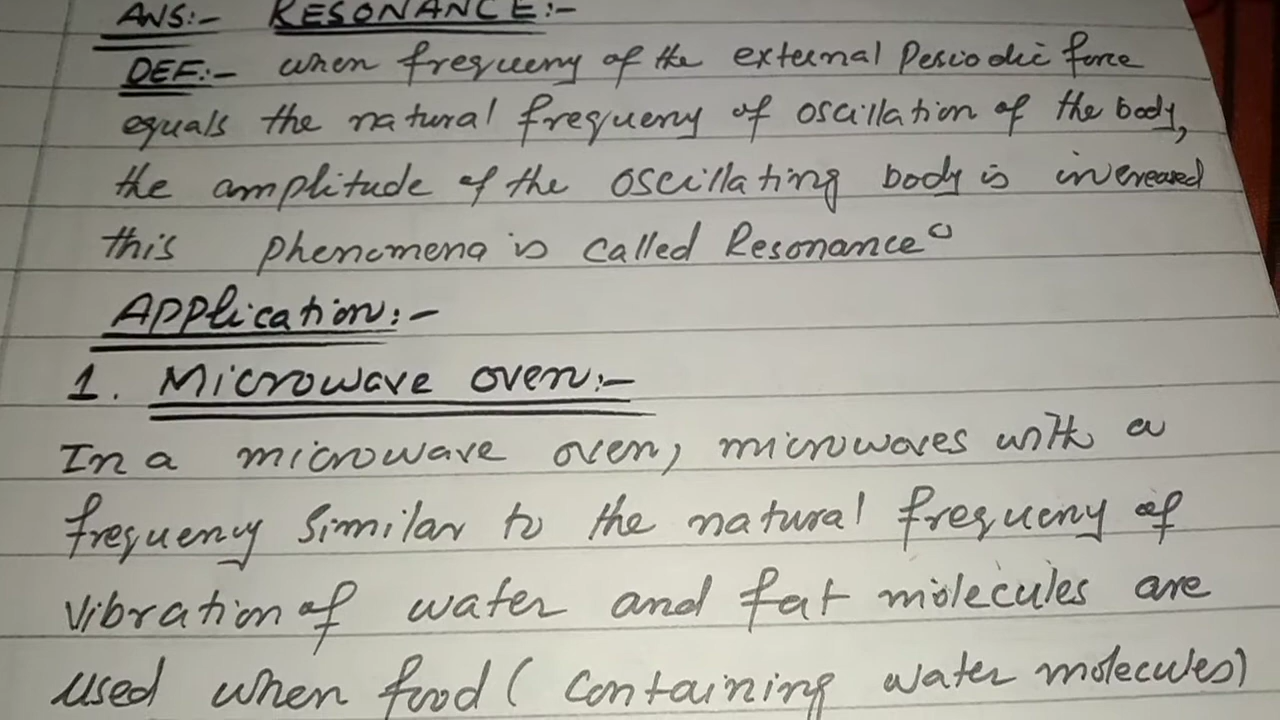 ANS:- RESONANCE:-
DEF:- when frequeny of the external Periodic force
equals the natural frequeny of oscillation of the body,
the amplitude of the oscillating body is increased
this phenomena is called Resonance
Application:-
1. Microwave oven:-
In a microwave oven, microwaves with a
frequency similar to the natural frequeny of
vibration of water and fat molecules are
used when food ( containing water molecules)